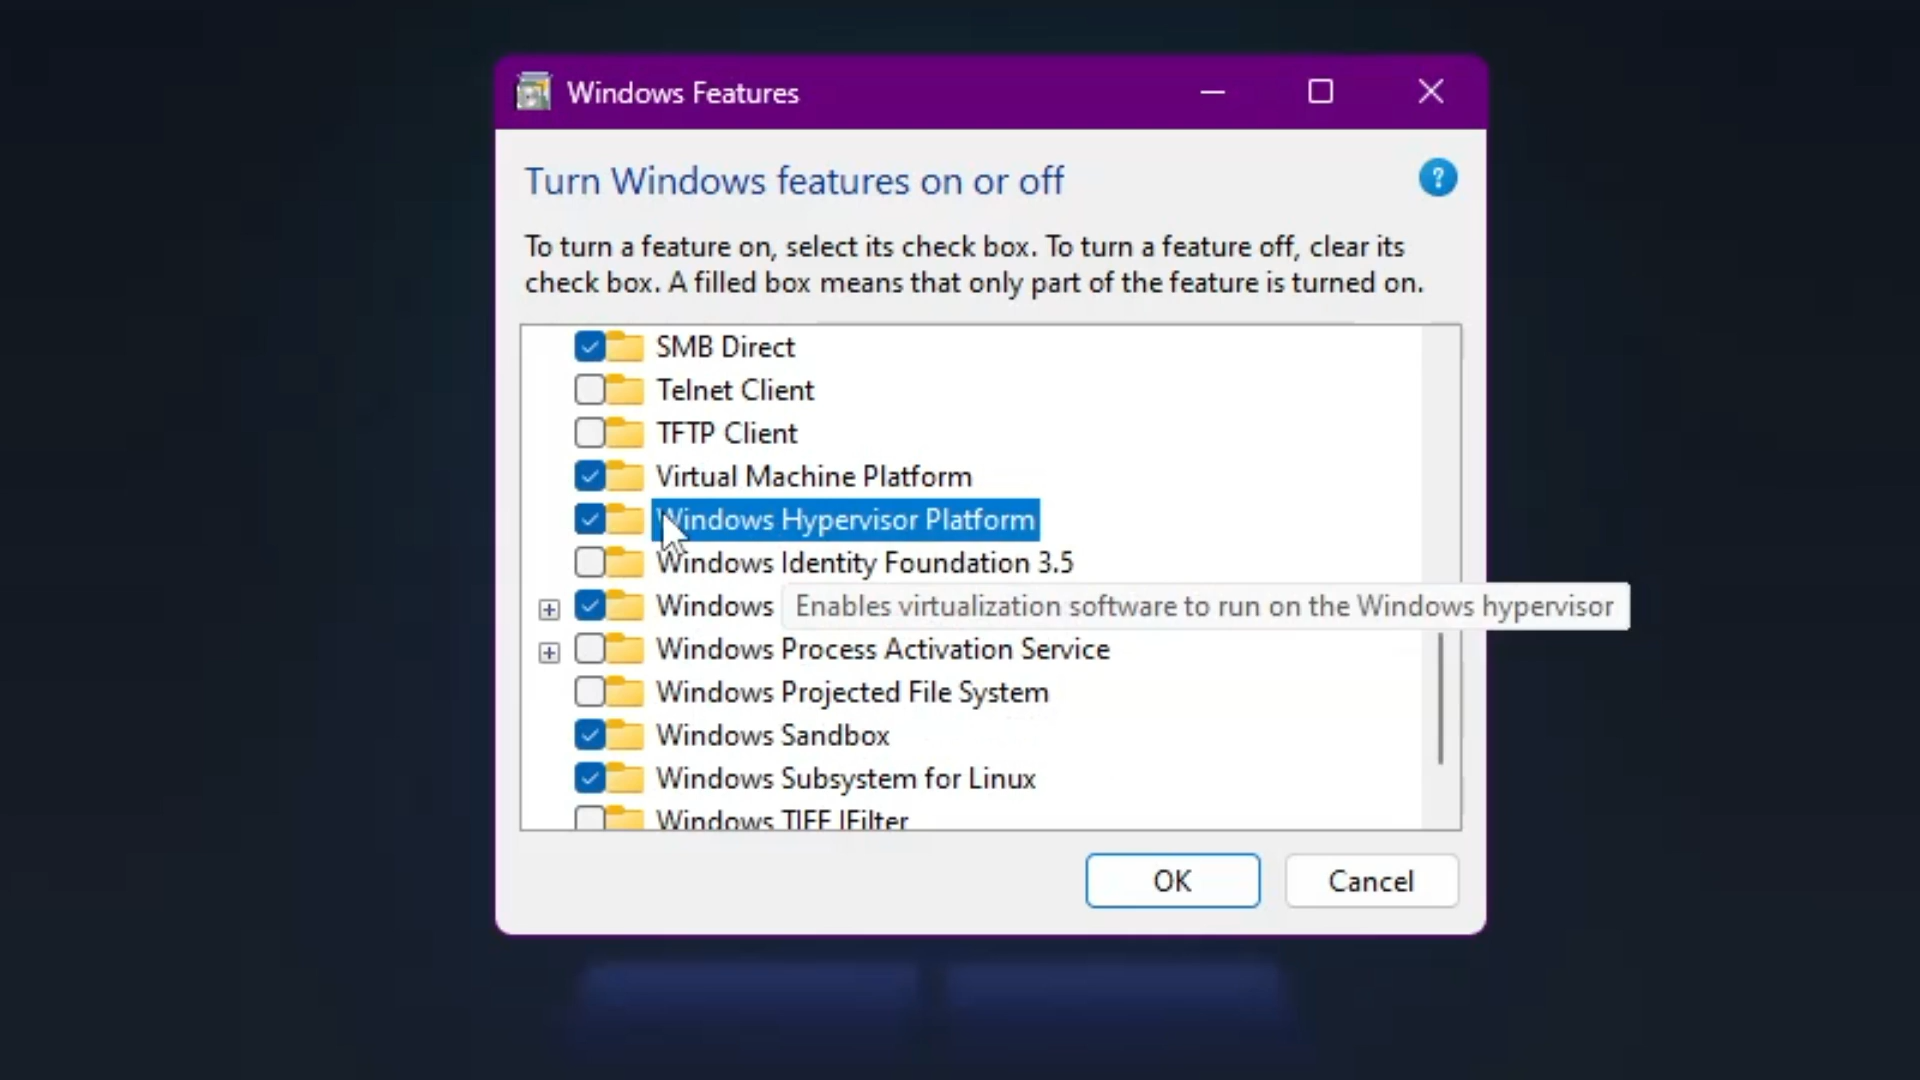 Windows Features
Turn Windows features on or off
?
To turn a feature on, select its check box. To turn a feature off, clear its
check box. A filled box means that only part of the feature is turned on.
SMB Direct
Telnet Client
TFTP Client
Virtual Machine Platform
Windows Hypervisor Platform
Windows Identity Foundation 3.5
Windows
Enables virtualization software to run on the Windows hypervisor
Windows Process Activation Service
Windows Projected File System
Windows Sandbox
Windows Subsystem for Linux
Windows TIFF IFilter
OK
Cancel